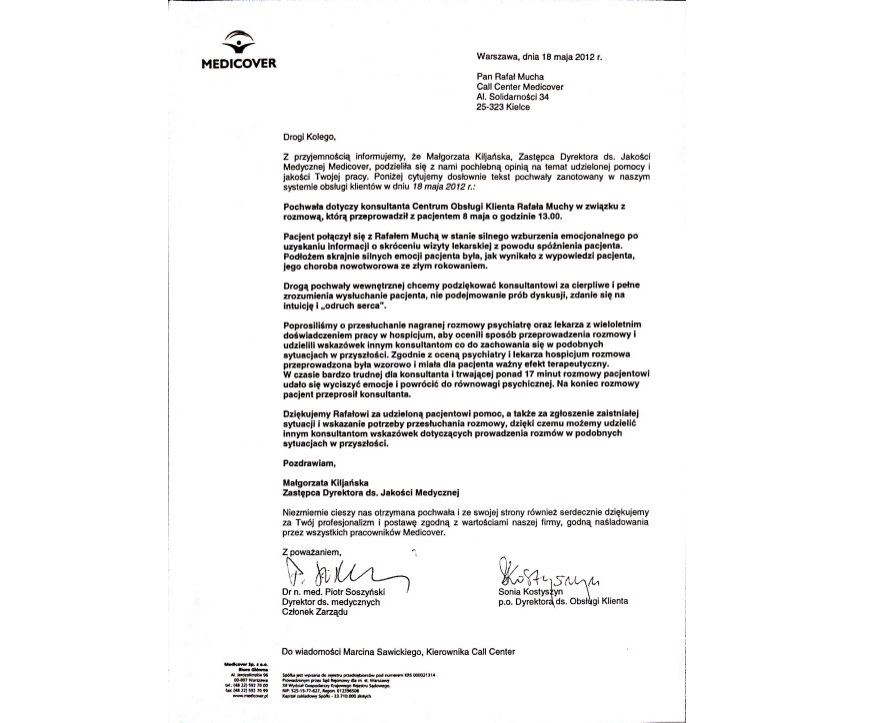 MEDICOVER
Warszawa, dnia 18 maja 2012 r.
Pan Rafał Mucha
Call Center Medicover
Al. Solidarności 34
25-323 Kielce
Drogi Kolego,
Z przyjemnością informujemy, że Małgorzata Kiljańska, Zastępca Dyrektora ds. Jakości
Medycznej Medicover, podzieliła się z nami pochlebną opinią na temat udzielonej pomocy i
jakości Twojej pracy. Poniżej cytujemy dosłownie tekst pochwały zanotowany w naszym
systemie obsługi klientów w dniu 18 maja 2012 r.:
Pochwała dotyczy konsultanta Centrum Obsługi Klienta Rafała Muchy w związku z
rozmową, którą przeprowadził z pacjentem 8 maja o godzinie 13.00.
Pacjent połączył się z Rafałem Muchą w stanie silnego wzburzenia emocjonalnego po
uzyskaniu informacji o skróceniu wizyty lekarskiej z powodu spóźnienia pacjenta.
Podłożem skrajnie silnych emocji pacjenta była, jak wynikało z wypowiedzi pacjenta,
jego choroba nowotworowa ze złym rokowaniem.
Drogą pochwały wewnętrznej chcemy podziękować konsultantowi za cierpliwe i pełne
zrozumienia wysłuchanie pacjenta, nie podejmowanie prób dyskusji, zdanie się na
intuicję i „odruch serca".
Poprosiliśmy o przesłuchanie nagranej rozmowy psychiatrę oraz lekarza z wieloletnim
doświadczeniem pracy w hospicjum, aby ocenili sposób przeprowadzenia rozmowy i
udzielili wskazówek innym konsultantom co do zachowania się w podobnych
sytuacjach w przyszłości. Zgodnie z oceną psychiatry i lekarza hospicjum rozmowa
przeprowadzona była wzorowo i miała dla pacjenta ważny efekt terapeutyczny.
W czasie bardzo trudnej dla konsultanta i trwającej ponad 17 minut rozmowy pacjentowi
udało się wyciszyć emocje i powrócić do równowagi psychicznej. Na koniec rozmowy
pacjent przeprosił konsultanta.
Dziękujemy Rafałowi za udzieloną pacjentowi pomoc, a także za zgłoszenie zaistniałej
sytuacji i wskazanie potrzeby przesłuchania rozmowy, dzięki czemu możemy udzielić
innym konsultantom wskazówek dotyczących prowadzenia rozmów w podobnych
sytuacjach w przyszłości.
Pozdrawiam,
Małgorzata Kiljańska
Zastępca Dyrektora ds. Jakości Medycznej
Niezmiernie cieszy nas otrzymana pochwała i ze swojej strony również serdecznie dziękujemy
za Twój profesjonalizm i postawę zgodną z wartościami naszej firmy, godną naśladowania
przez wszystkich pracowników Medicover.
Z poważaniem,
Kostyszyn
Dr n. med. Piotr Soszyński
Dyrektor ds. medycznych
Członek Zarządu
Sonia Kostyszyn
p.o. Dyrektora ds. Obsługi Klienta
Do wiadomości Marcina Sawickiego, Kierownika Call Center
Medicover Sp. z o.o.
Biuro Główne
Al. Jerozolimskie 96
00-807 Warszawa
tel.: (48 22) 592 70 00
fax: (48 22) 592 70 99
www.medicover.pl
Spółka jest wpisana do rejestru przedsiębiorców pod numerem KRS 000021314
Prowadzonym przez Sąd Rejonowy dla m. st. Warszawy
XII Wydział Gospodarczy Krajowego Rejestru Sądowego,
NIP: 525-15-77-627, Regon: 012396508
Kapitał zakładowy Spółki - 23 710 000 złotych